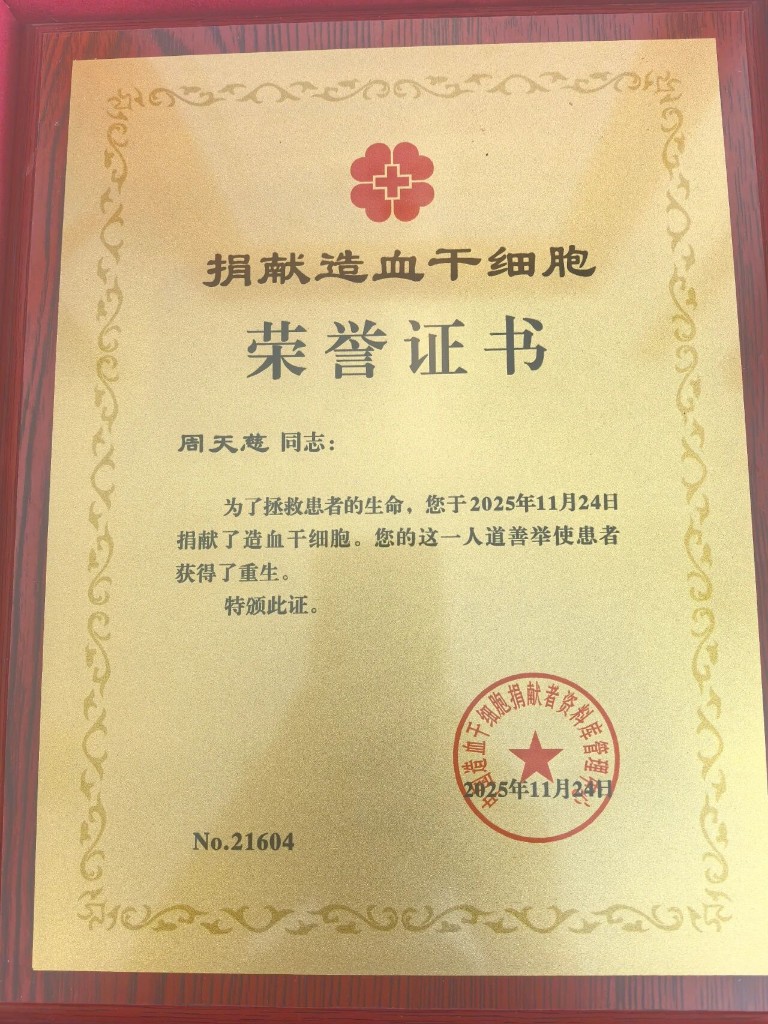 捐献造血干细胞
荣誉证书
周天慈 同志：
为了拯救患者的生命，您于2025年11月24日
捐献了造血干细胞。您的这一人道善举使患者
获得了重生。
特颁此证。
中国造血干细胞捐献者资料库管理中心
2025年11月24日
No.21604